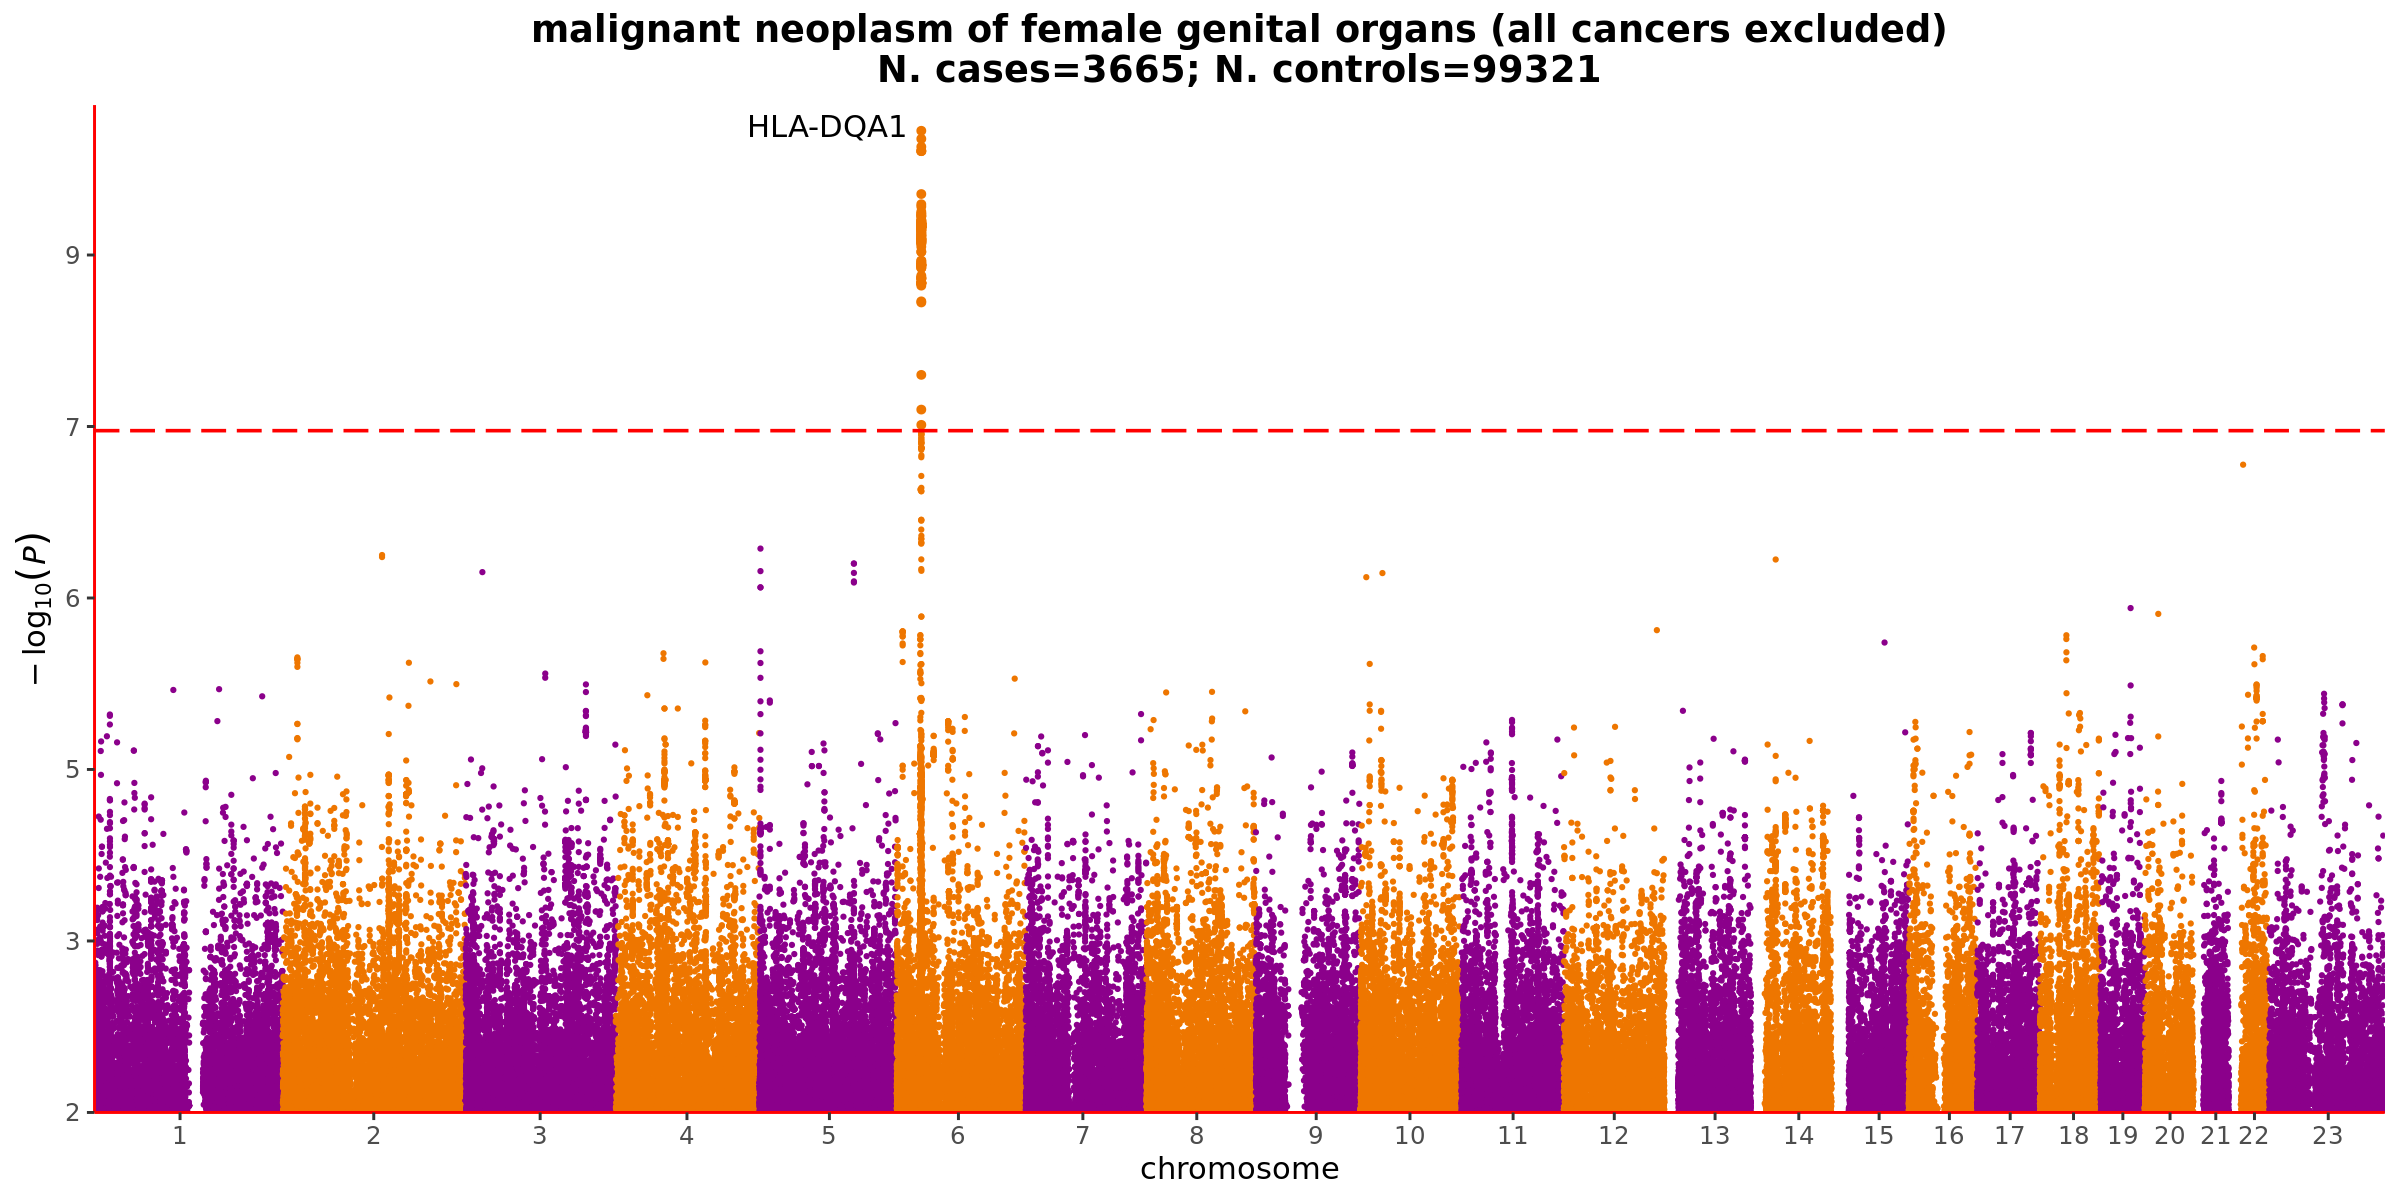 malignant neoplasm of female genital organs (all cancers excluded)
N. cases=3665; N. controls=99321
HLA-DQA1
9
7
6
5
3
2
−log₁₀(P)
1 2 3 4 5 6 7 8 9 10 11 12 13 14 15 16 17 18 19 20 21 22 23
chromosome